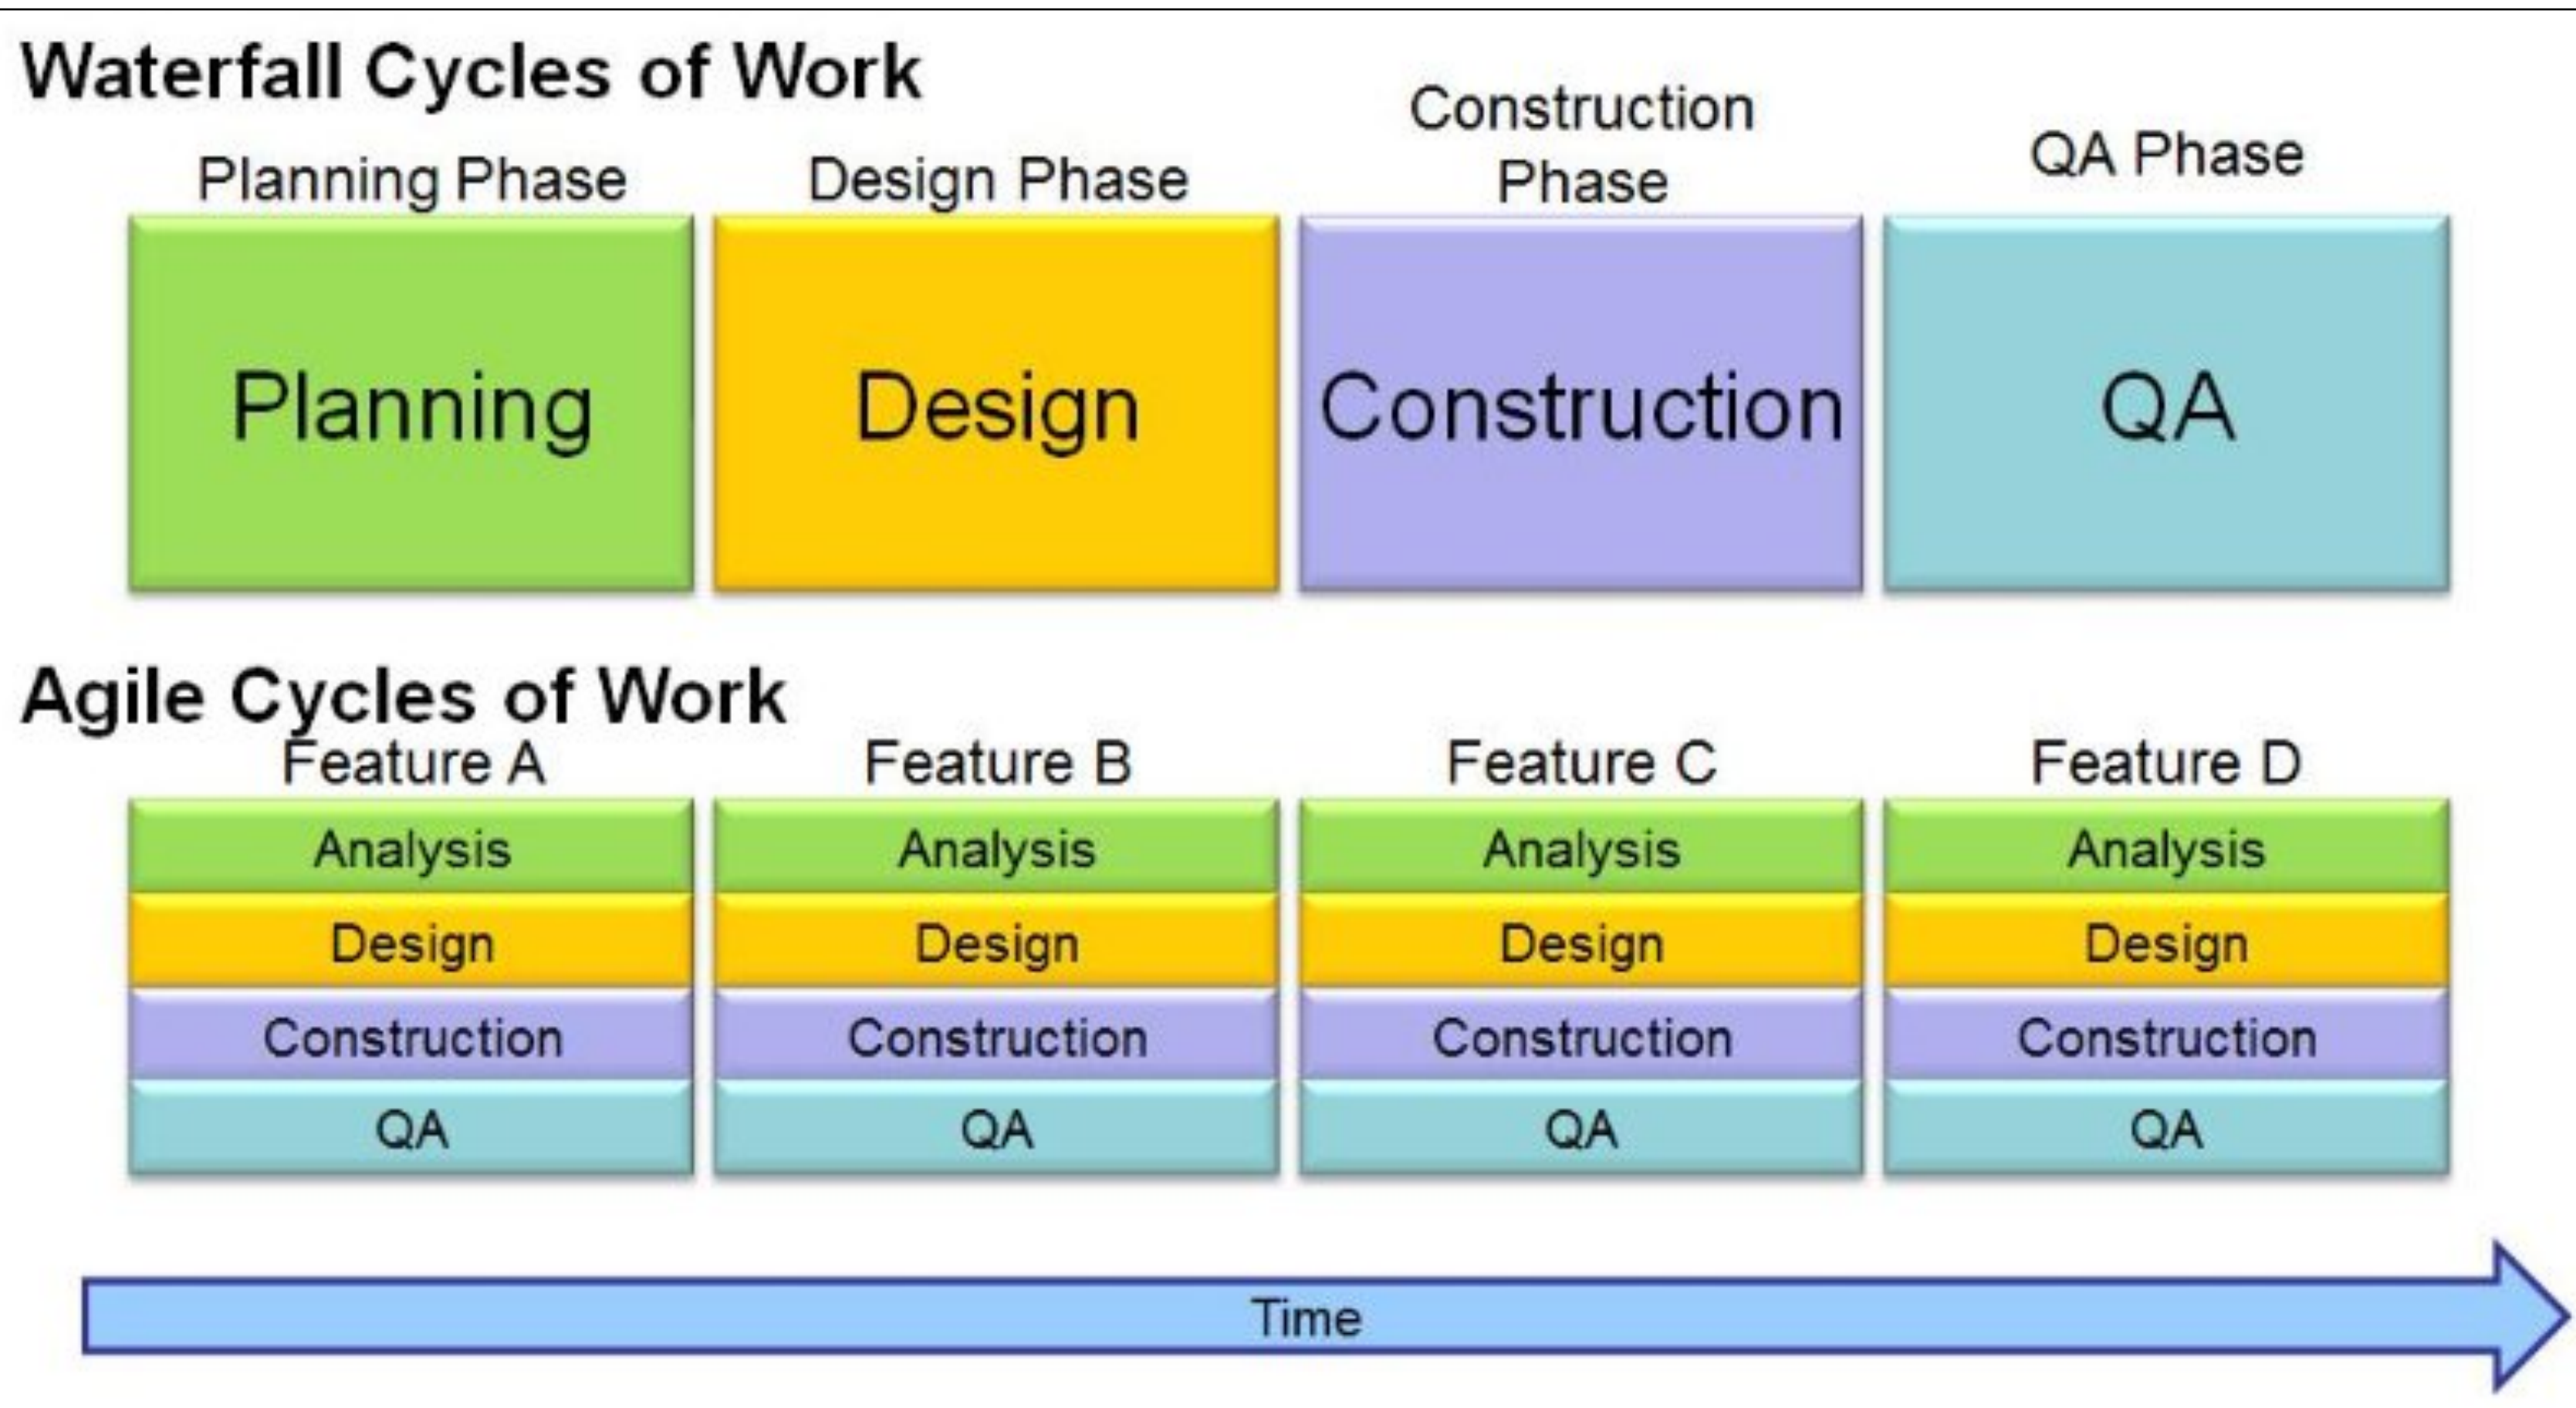 Waterfall Cycles of Work
Planning Phase
Design Phase
Construction
Phase
QA Phase
Planning
Design
Construction
QA
Agile Cycles of Work
Feature A
Feature B
Feature C
Feature D
Analysis
Analysis
Analysis
Analysis
Design
Design
Design
Design
Construction
Construction
Construction
Construction
QA
QA
QA
QA
Time